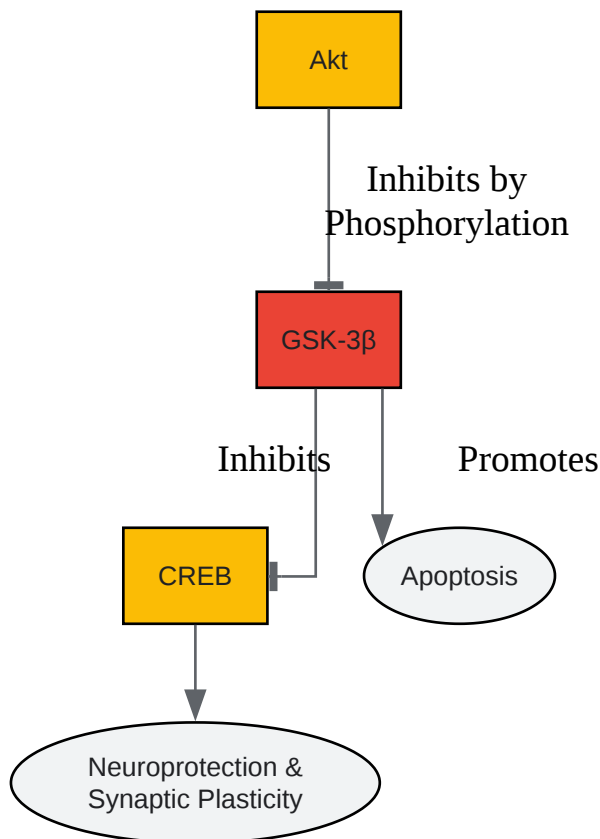 Akt
Inhibits by
Phosphorylation
GSK-3β
Inhibits
Promotes
CREB
Apoptosis
Neuroprotection &
Synaptic Plasticity